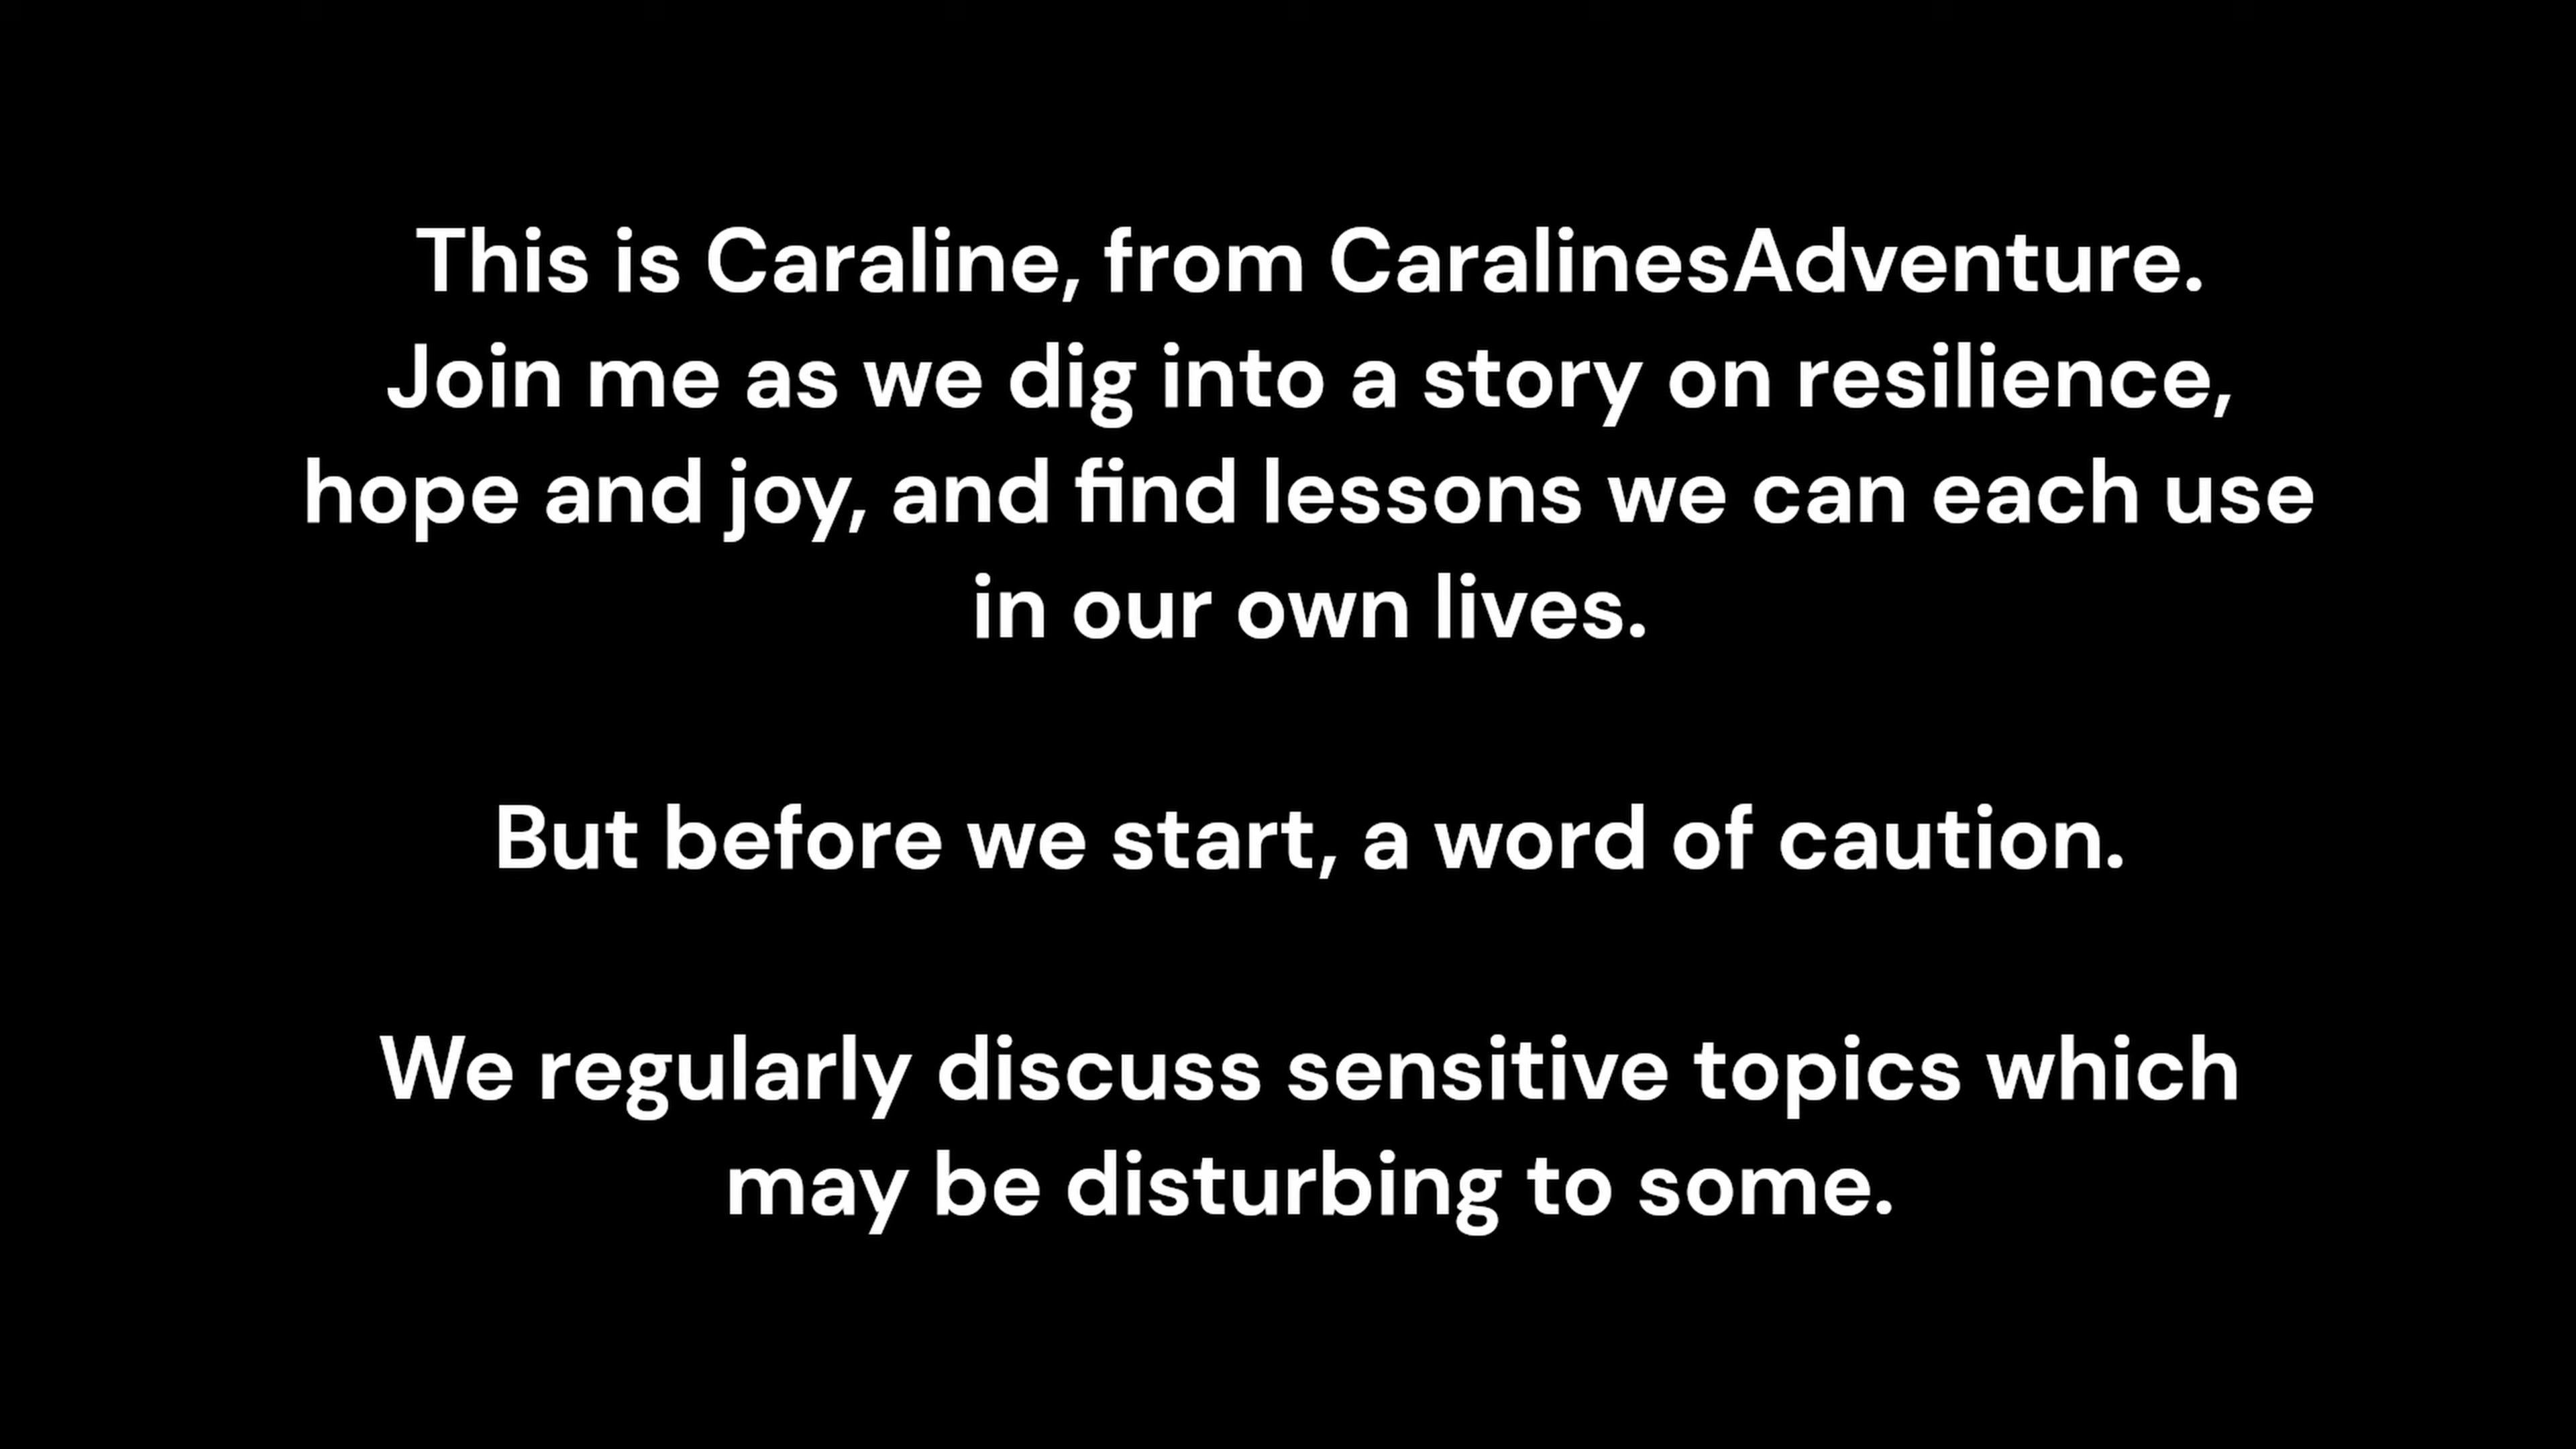 This is Caraline, from CaralinesAdventure.
Join me as we dig into a story on resilience,
hope and joy, and find lessons we can each use
in our own lives.
But before we start, a word of caution.
We regularly discuss sensitive topics which
may be disturbing to some.